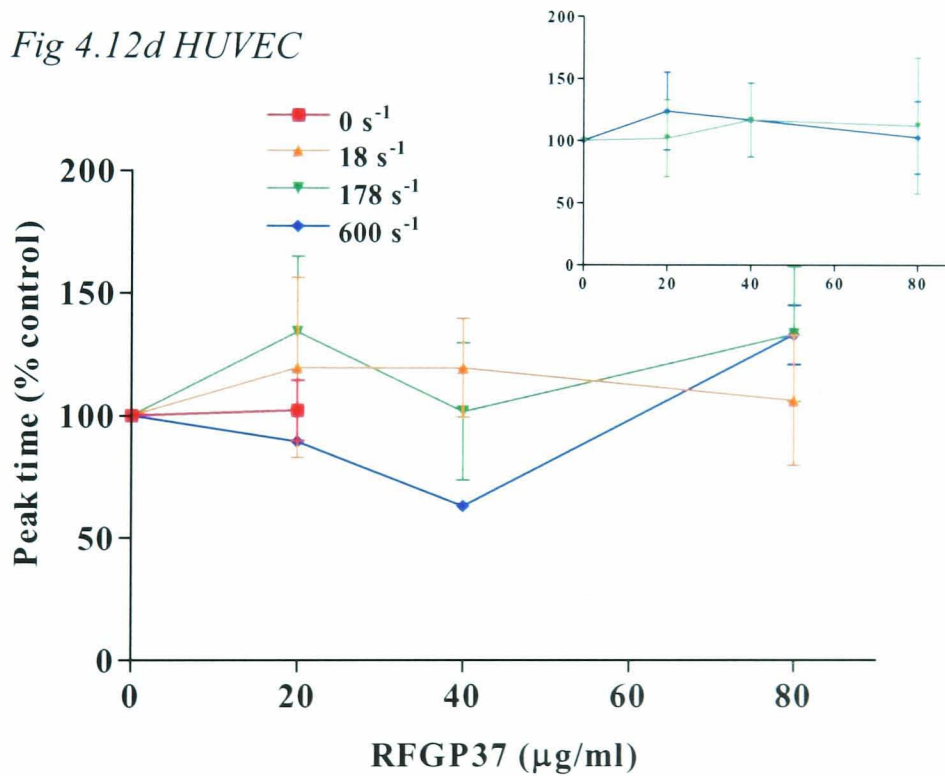 Fig 4.12d HUVEC
0 s⁻¹
18 s⁻¹
178 s⁻¹
600 s⁻¹
200
150
100
50
0
0 20 40 60 80
Peak time (% control)
200
150
100
50
0
0 20 40 60 80
RFGP37 (μg/ml)